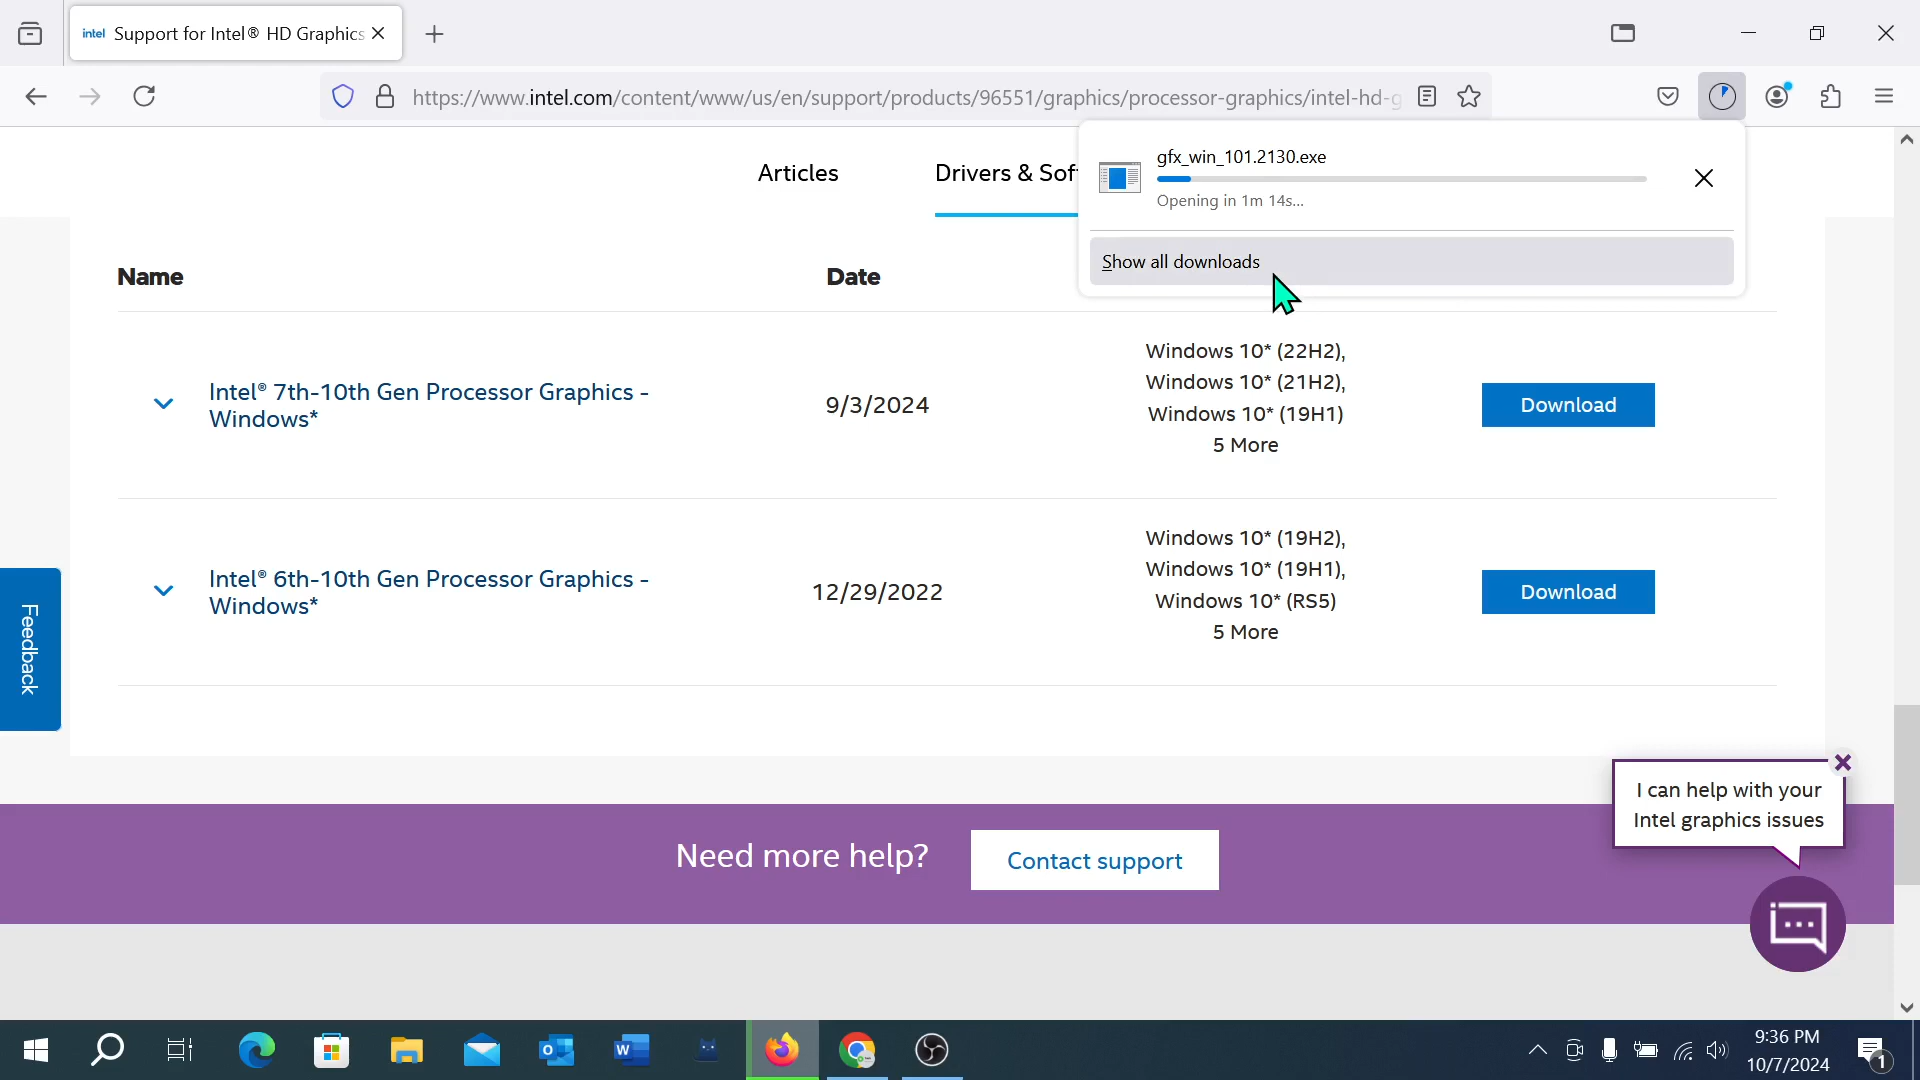 intel Support for Intel® HD Graphics
https://www.intel.com/content/www/us/en/support/products/96551/graphics/processor-graphics/intel-hd-g
gfx_win_101.2130.exe
Opening in 1m 14s...
Show all downloads
Articles
Drivers & Sof
Name
Date
Intel® 7th-10th Gen Processor Graphics -
Windows*
9/3/2024
Windows 10* (22H2),
Windows 10* (21H2),
Windows 10* (19H1)
5 More
Download
Intel® 6th-10th Gen Processor Graphics -
Windows*
12/29/2022
Windows 10* (19H2),
Windows 10* (19H1),
Windows 10* (RS5)
5 More
Download
Feedback
I can help with your
Intel graphics issues
Need more help?
Contact support
9:36 PM
10/7/2024
1